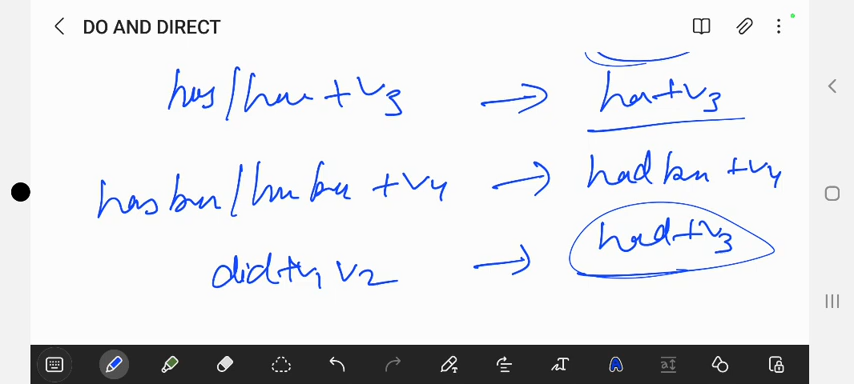 DO AND DIRECT
has/have + V3 → had + V3
has been/have been + V4 → had been + V4
did + V1 V2 → had + V3